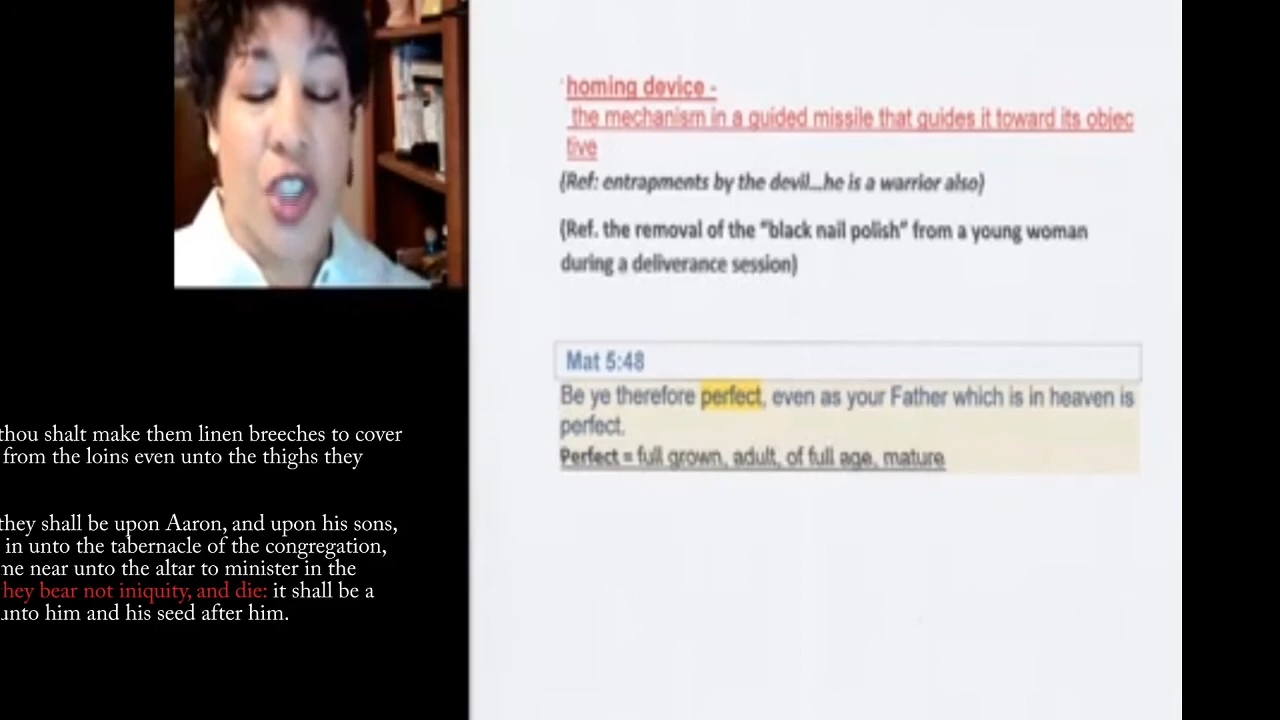 homing device -
the mechanism in a guided missile that guides it toward its objec
tive
(Ref: entrapments by the devil...he is a warrior also)
(Ref. the removal of the "black nail polish" from a young woman
during a deliverance session)
Mat 5:48
Be ye therefore perfect, even as your Father which is in heaven is
perfect.
Perfect = full grown, adult, of full age, mature
thou shalt make them linen breeches to cover
from the loins even unto the thighs they
they shall be upon Aaron, and upon his sons,
in unto the tabernacle of the congregation,
me near unto the altar to minister in the
hey bear not iniquity, and die: it shall be a
unto him and his seed after him.